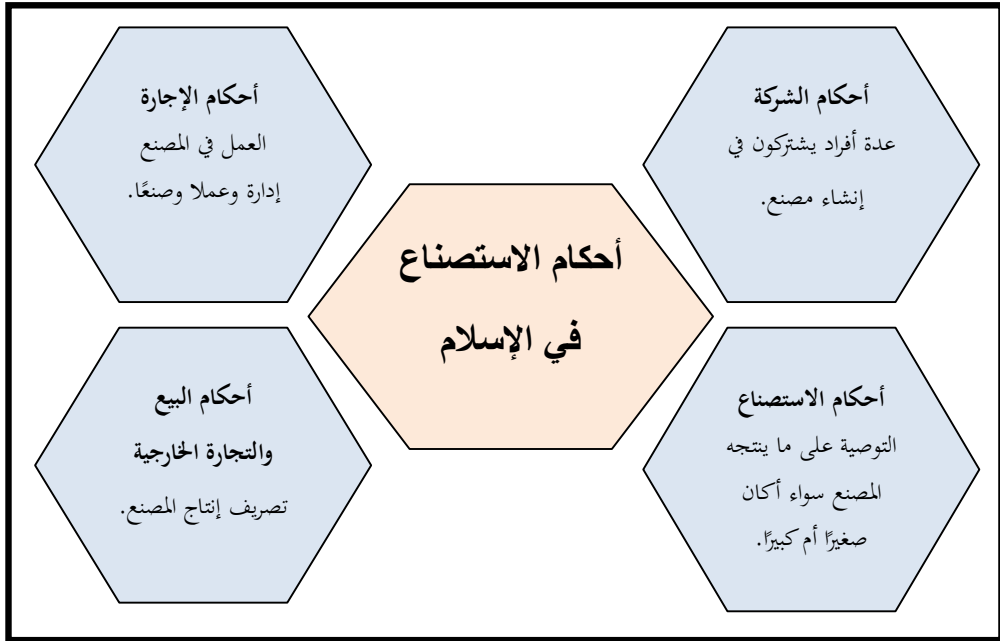 أحكام الشركة
عدة أفراد يشتركون في
إنشاء مصنع.
أحكام الإجارة
العمل في المصنع
إدارة وعملا وصنعًا.
أحكام الاستصناع
في الإسلام
أحكام الاستصناع
التوصية على ما ينتجه
المصنع سواء أكان
صغيرًا أم كبيرًا.
أحكام البيع
والتجارة الخارجية
تصريف إنتاج المصنع.